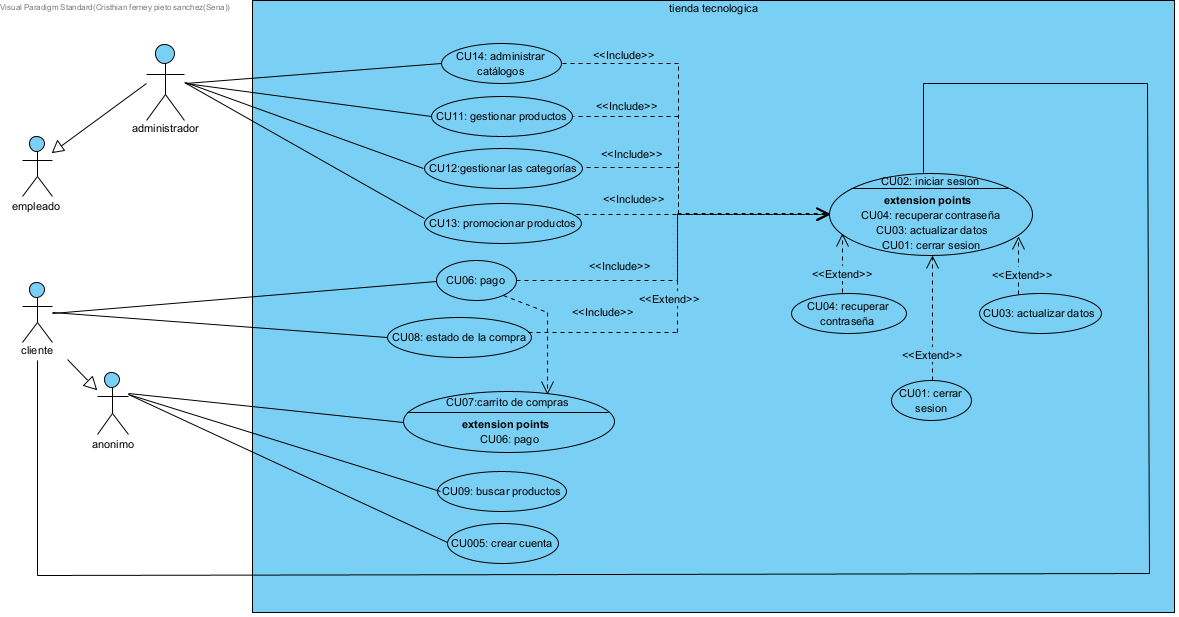 Visual Paradigm Standard(Cristhian ferney pieto sanchez(Sena))
tienda tecnologica
administrador
empleado
cliente
anonimo
CU14: administrar
catálogos
<<Include>>
CU11: gestionar productos
<<Include>>
CU12:gestionar las categorías
<<Include>>
CU13: promocionar productos
<<Include>>
CU06: pago
<<Include>>
<<Extend>>
<<Include>>
CU08: estado de la compra
CU07:carrito de compras
extension points
CU06: pago
CU09: buscar productos
CU005: crear cuenta
CU02: iniciar sesion
extension points
CU04: recuperar contraseña
CU03: actualizar datos
CU01: cerrar sesion
<<Extend>>
<<Extend>>
CU04: recuperar
contraseña
CU03: actualizar datos
<<Extend>>
CU01: cerrar
sesion